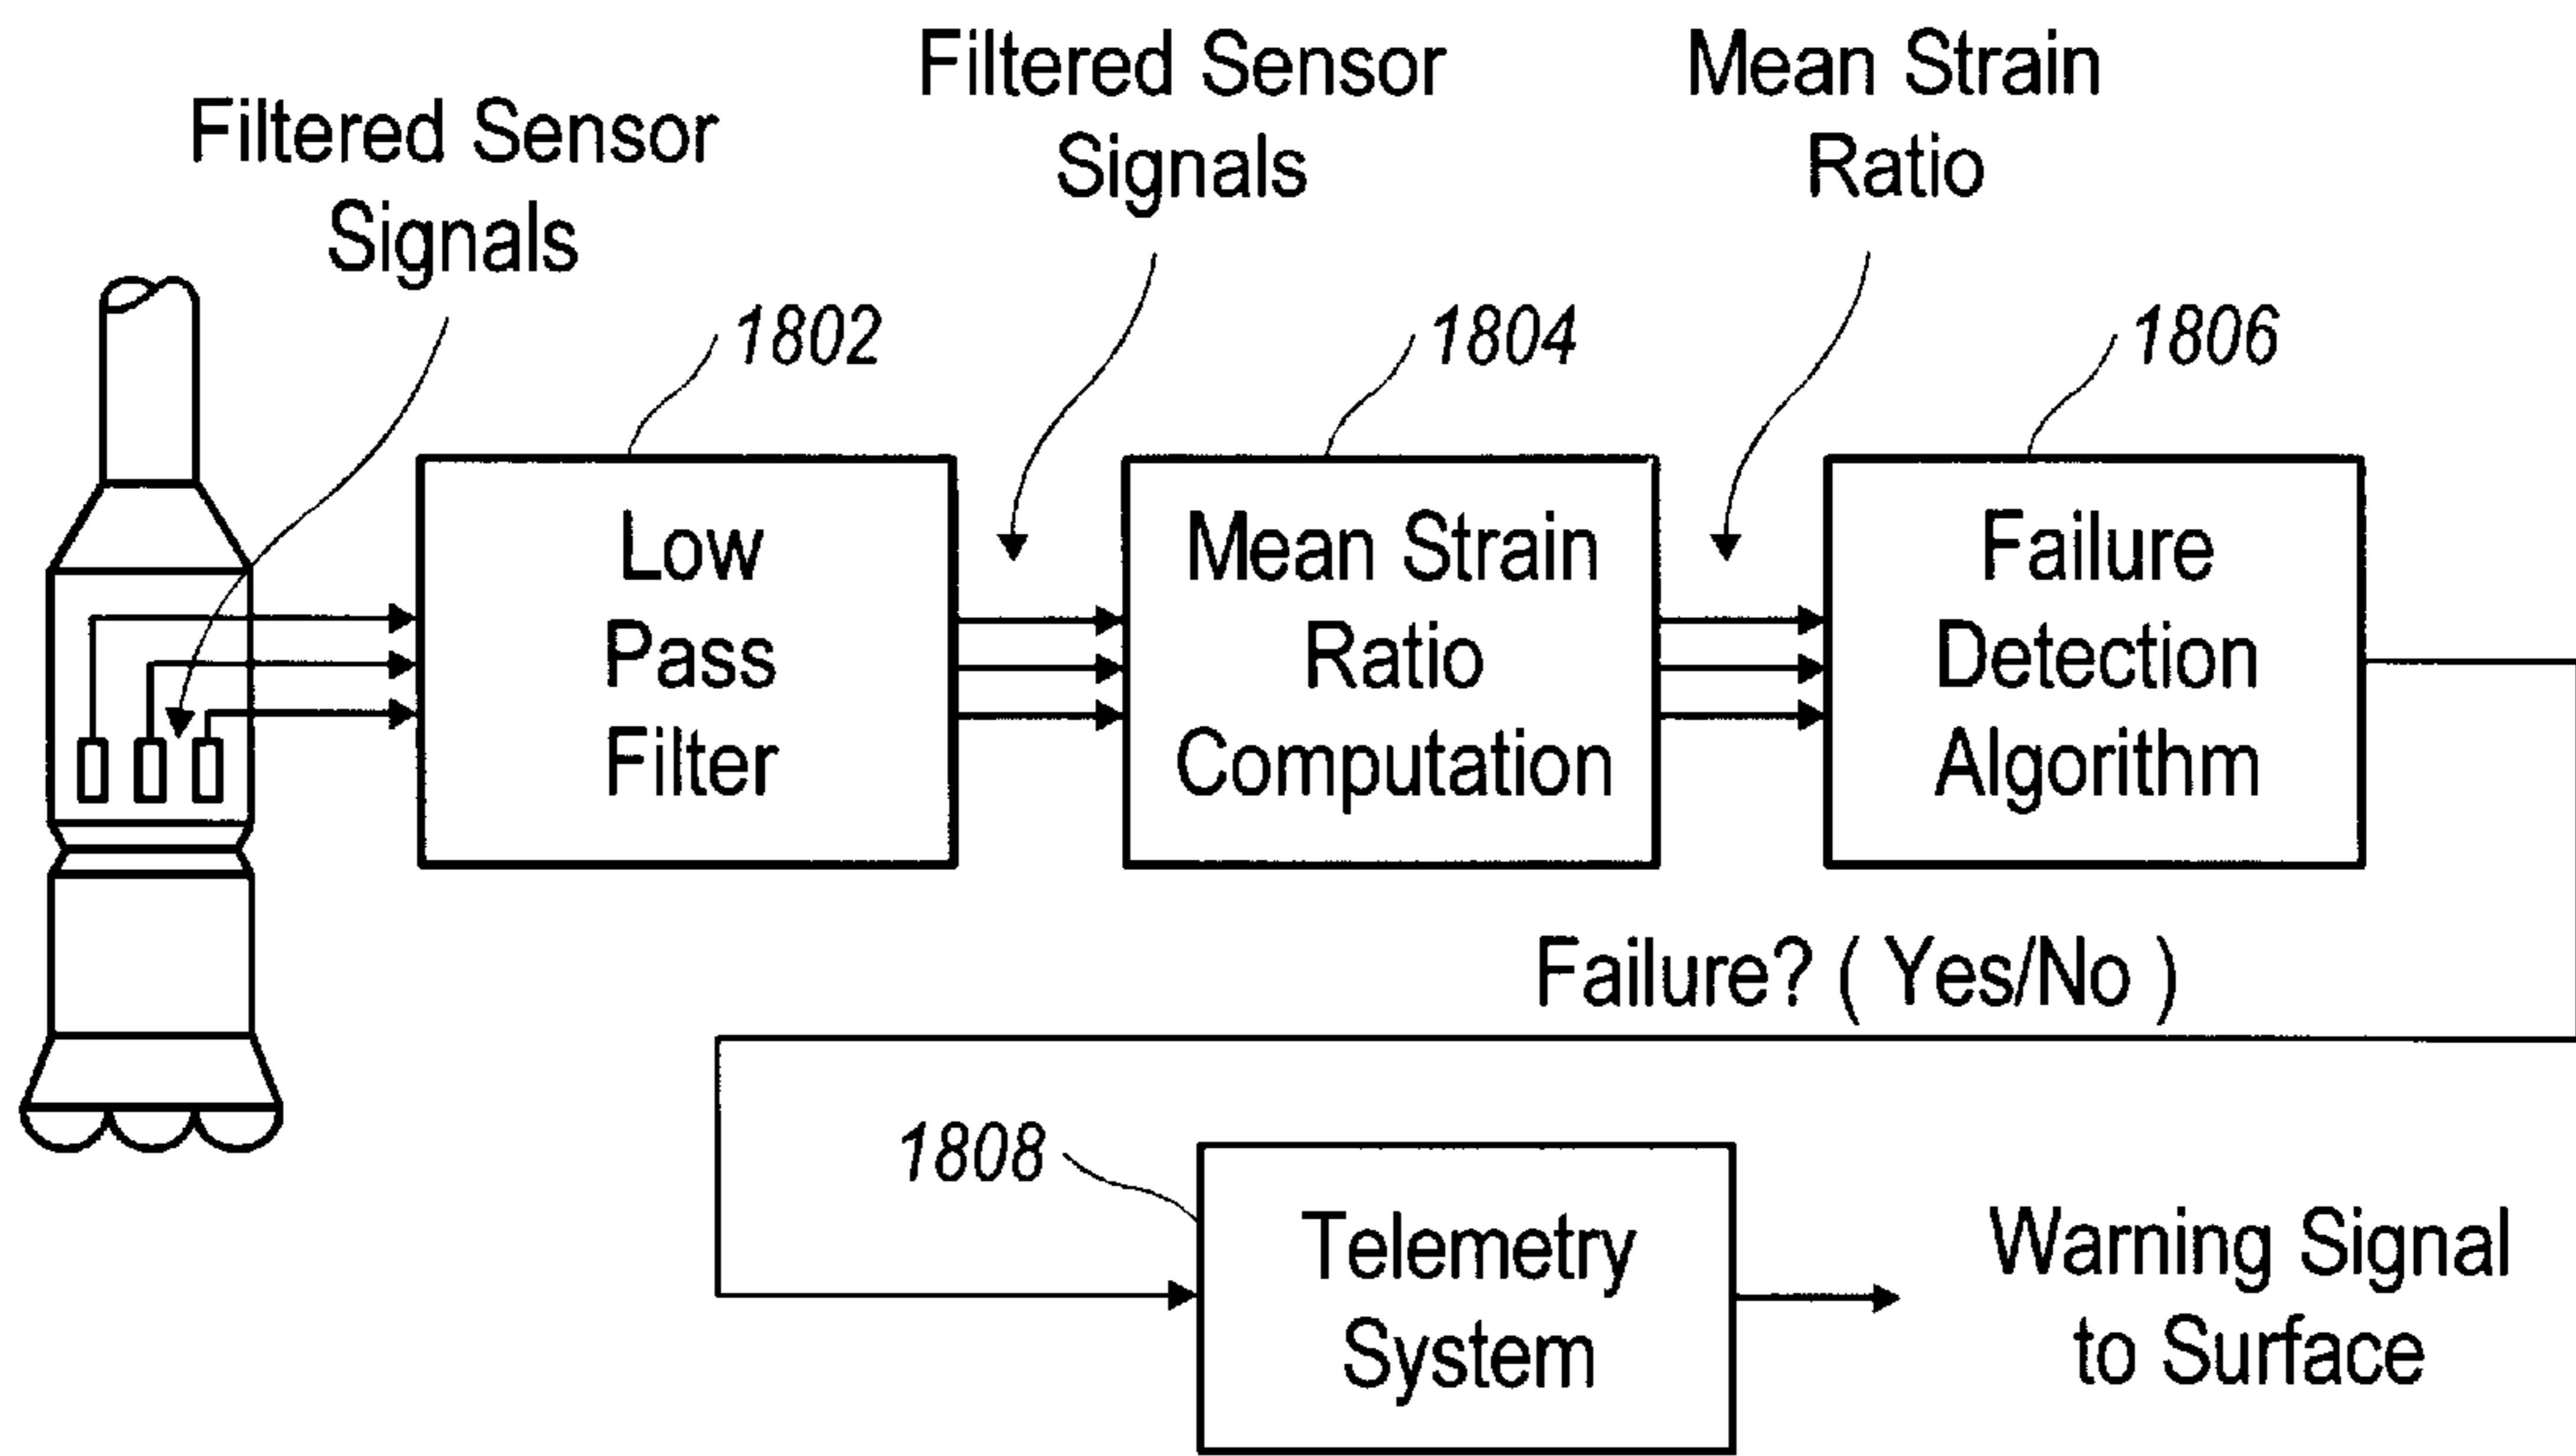 Filtered Sensor
Signals
Filtered Sensor
Signals
Mean Strain
Ratio
1802
1804
1806
Low
Pass
Filter
Mean Strain
Ratio
Computation
Failure
Detection
Algorithm
Failure? ( Yes/No )
1808
Telemetry
System
Warning Signal
to Surface